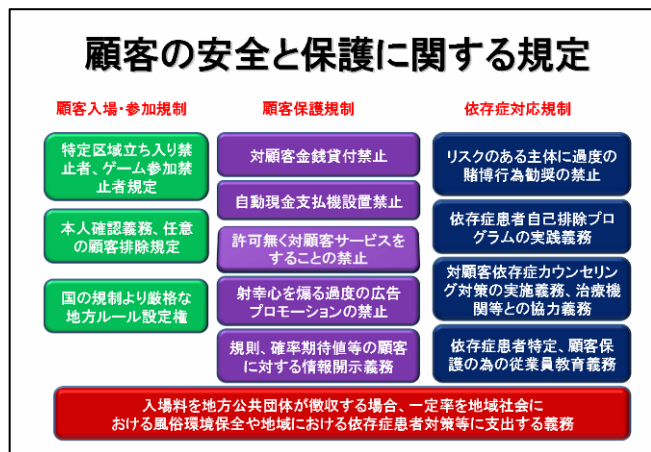 顧客の安全と保護に関する規定
顧客入場・参加規制
特定区域立ち入り禁
止者、ゲーム参加禁
止者規定
本人確認義務、任意
の顧客排除規定
国の規制より厳格な
地方ルール設定権
顧客保護規制
対顧客金銭貸付禁止
自動現金支払機設置禁止
許可無く対顧客サービスを
することの禁止
射幸心を煽る過度の広告
プロモーションの禁止
規則、確率期待値等の顧客
に対する情報開示義務
依存症対応規制
リスクのある主体に過度の
賭博行為勧奨の禁止
依存症患者自己排除プロ
グラムの実践義務
対顧客依存症カウンセリン
グ対策の実施義務、治療機
関等との協力義務
依存症患者特定、顧客保
護の為の従業員教育義務
入場料を地方公共団体が徴収する場合、一定率を地域社会に
おける風俗環境保全や地域における依存症患者対策等に支出する義務